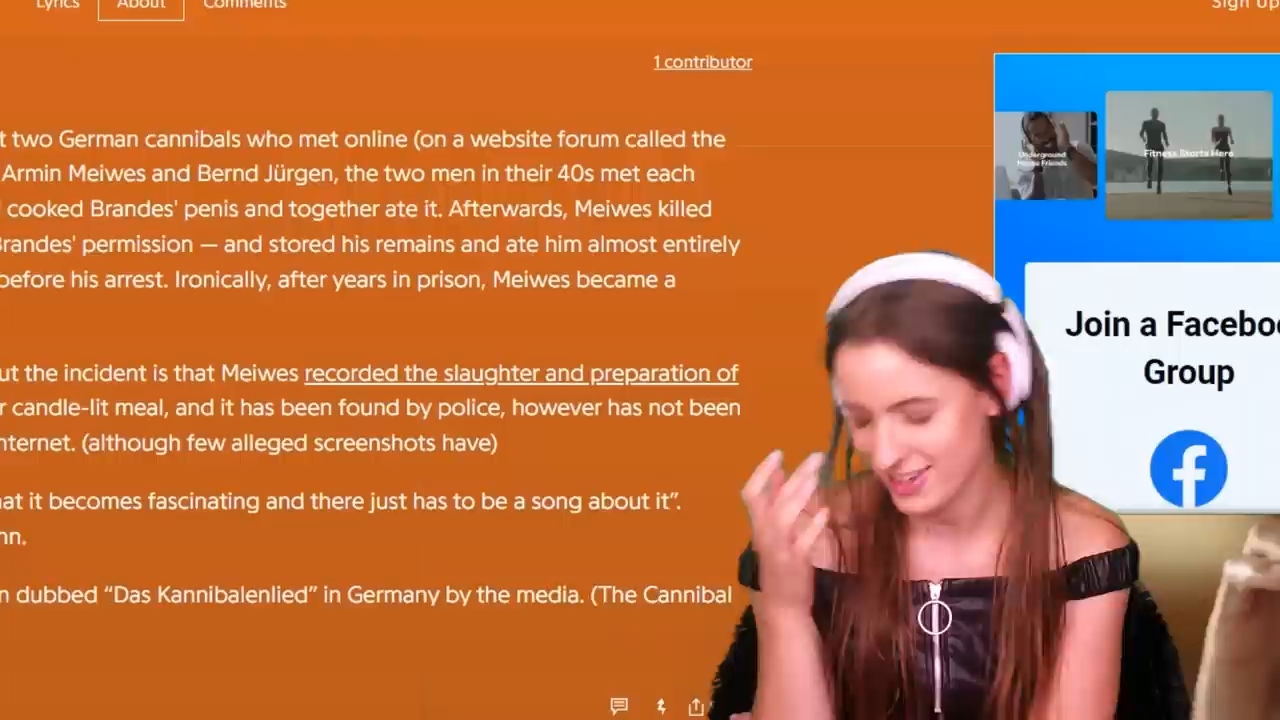 Lyrics
About
Comments
Sign Up
1 contributor
t two German cannibals who met online (on a website forum called the
Armin Meiwes and Bernd Jürgen, the two men in their 40s met each
cooked Brandes' penis and together ate it. Afterwards, Meiwes killed
Brandes' permission — and stored his remains and ate him almost entirely
before his arrest. Ironically, after years in prison, Meiwes became a
ut the incident is that Meiwes recorded the slaughter and preparation of
r candle-lit meal, and it has been found by police, however has not been
nternet. (although few alleged screenshots have)
hat it becomes fascinating and there just has to be a song about it”.
nn.
n dubbed “Das Kannibalenlied” in Germany by the media. (The Cannibal
Underground
House Friends
Fitness Starts Here
Join a Facebo
Group